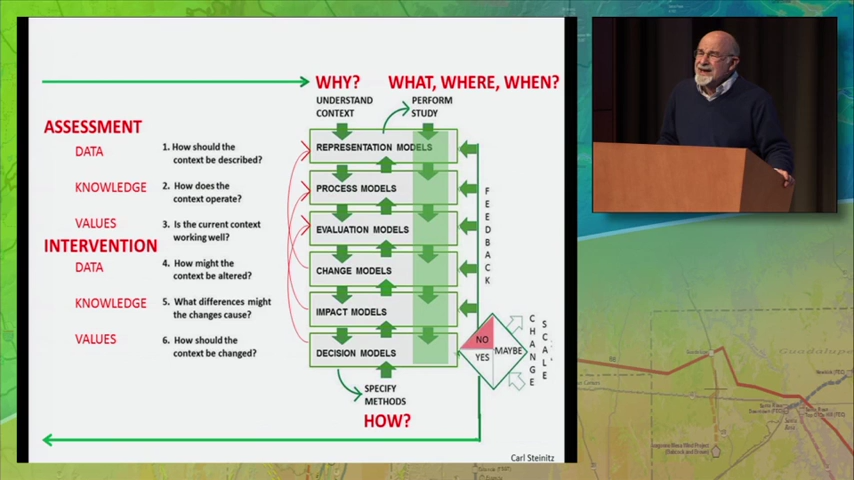 WHY?
WHAT, WHERE, WHEN?
UNDERSTAND
CONTEXT
PERFORM
STUDY
ASSESSMENT
DATA
1. How should the
context be described?
REPRESENTATION MODELS
KNOWLEDGE
2. How does the
context operate?
PROCESS MODELS
VALUES
3. Is the current context
working well?
EVALUATION MODELS
INTERVENTION
DATA
4. How might the
context be altered?
CHANGE MODELS
KNOWLEDGE
5. What differences might
the changes cause?
IMPACT MODELS
VALUES
6. How should the
context be changed?
DECISION MODELS
FEEDBACK
NO
YES
MAYBE
CHANGE
SCALE
SPECIFY
METHODS
HOW?
Carl Steinitz